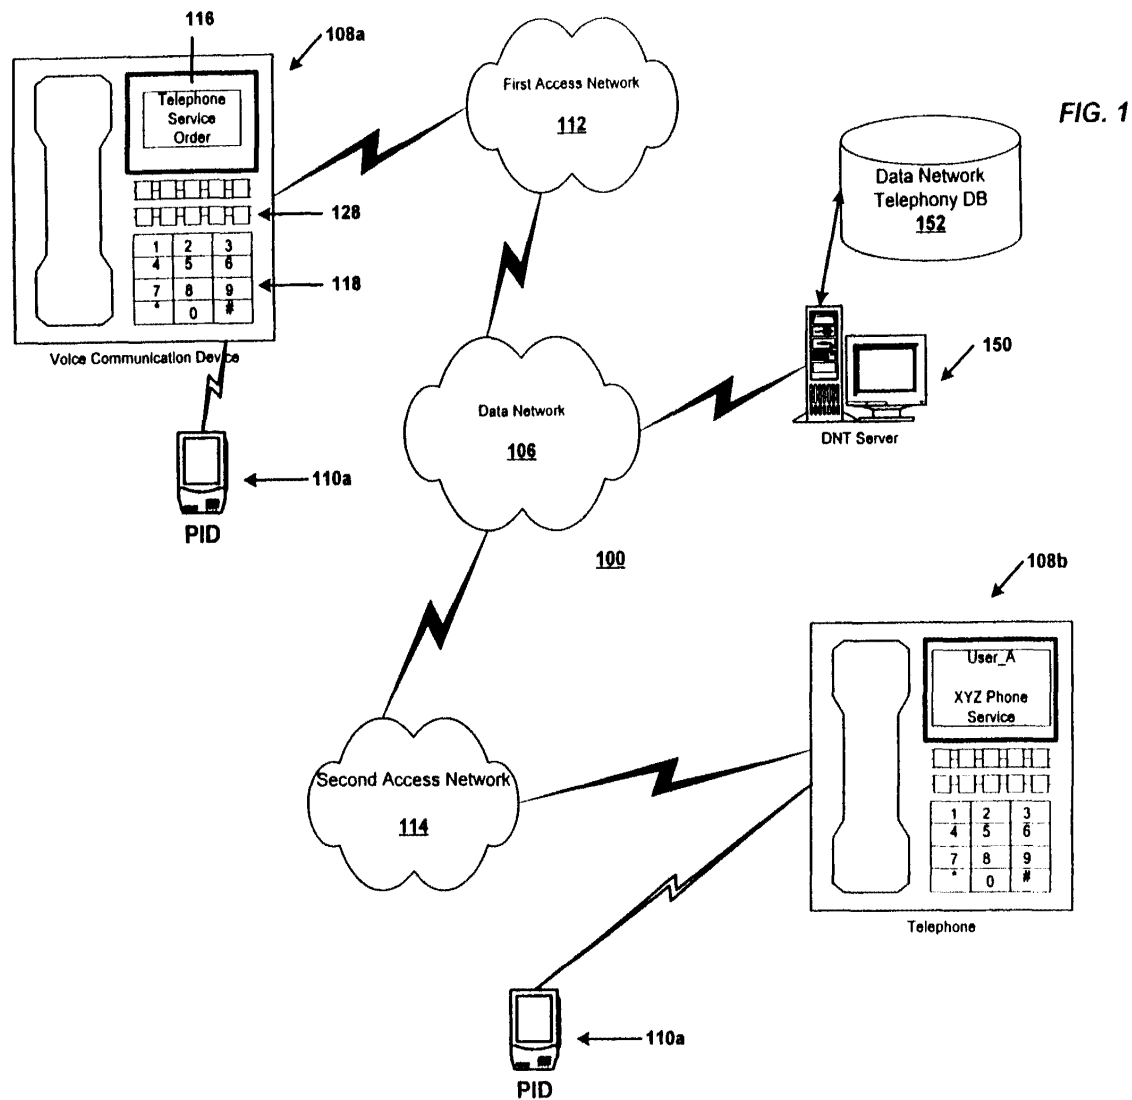 116
108a
Telephone
Service
Order
128
1 2 3
4 5 6
7 8 9
* 0 #
118
Voice Communication Device
110a
PID
First Access Network
112
FIG. 1
Data Network
Telephony DB
152
150
DNT Server
Data Network
106
100
108b
User_A
XYZ Phone
Service
1 2 3
4 5 6
7 8 9
* 0 #
Telephone
Second Access Network
114
110a
PID